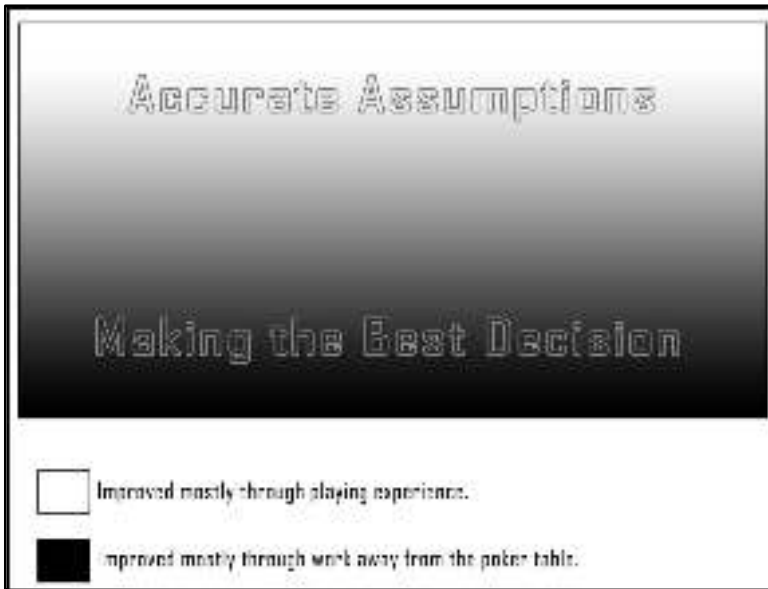 Accurate Assumptions
Making the Best Decision
Improved mostly through playing experience.
Improved mostly through work away from the poker table.